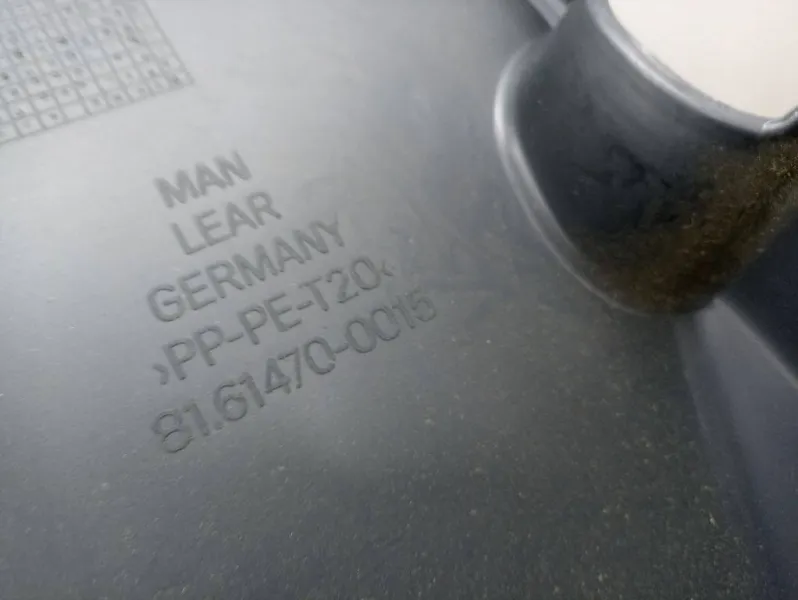 MAN
LEAR
GERMANY
›PP-PE-T20‹
81.61470-0015